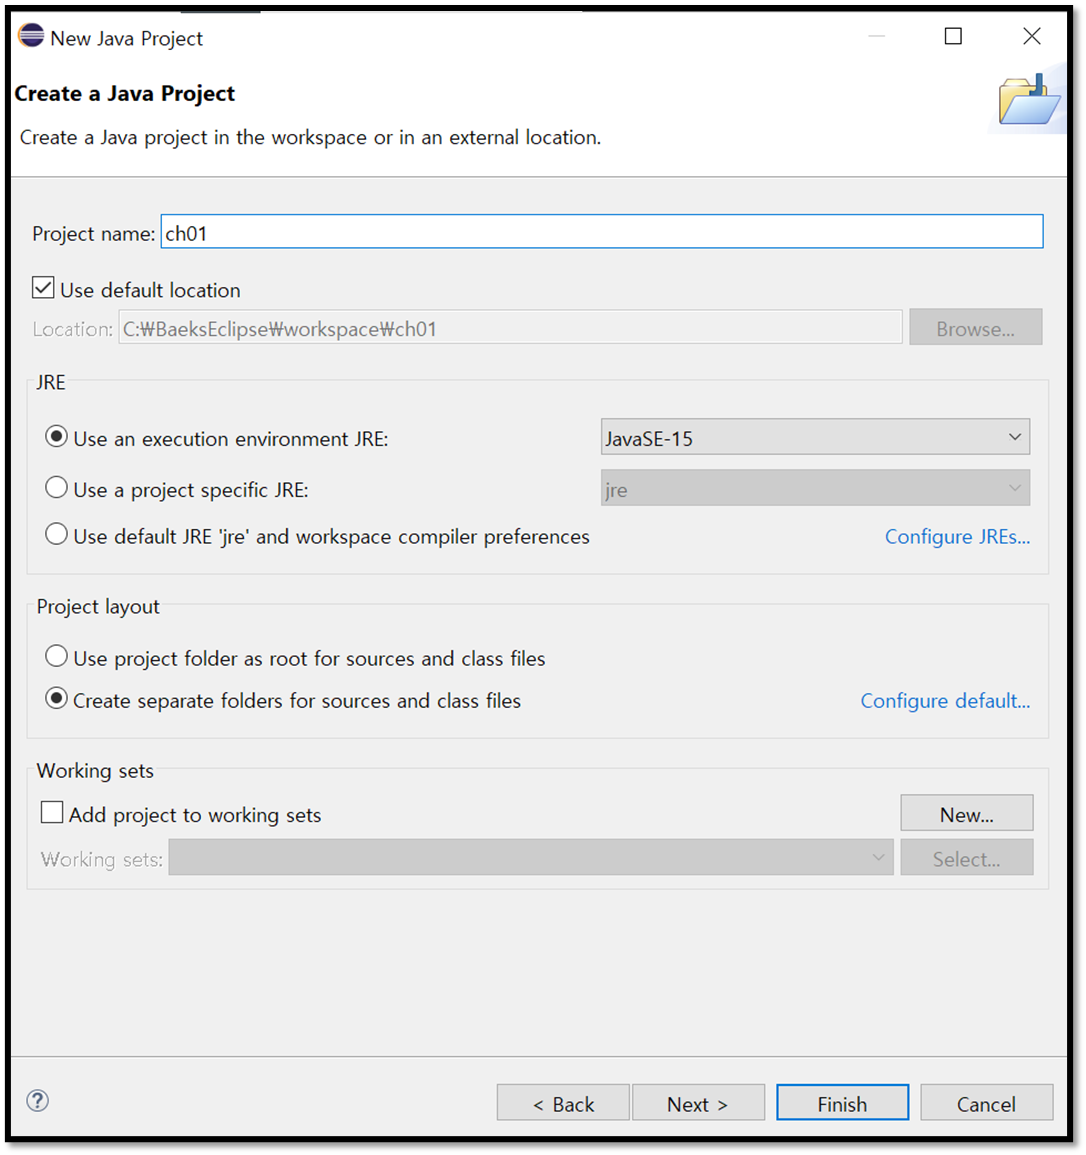 New Java Project
Create a Java Project
Create a Java project in the workspace or in an external location.
Project name: ch01
Use default location
Location: C:₩BaeksEclipse₩workspace₩ch01 Browse...
JRE
Use an execution environment JRE: JavaSE-15
Use a project specific JRE: jre
Use default JRE 'jre' and workspace compiler preferences Configure JREs...
Project layout
Use project folder as root for sources and class files
Create separate folders for sources and class files Configure default...
Working sets
Add project to working sets New...
Working sets: Select...
? < Back Next > Finish Cancel